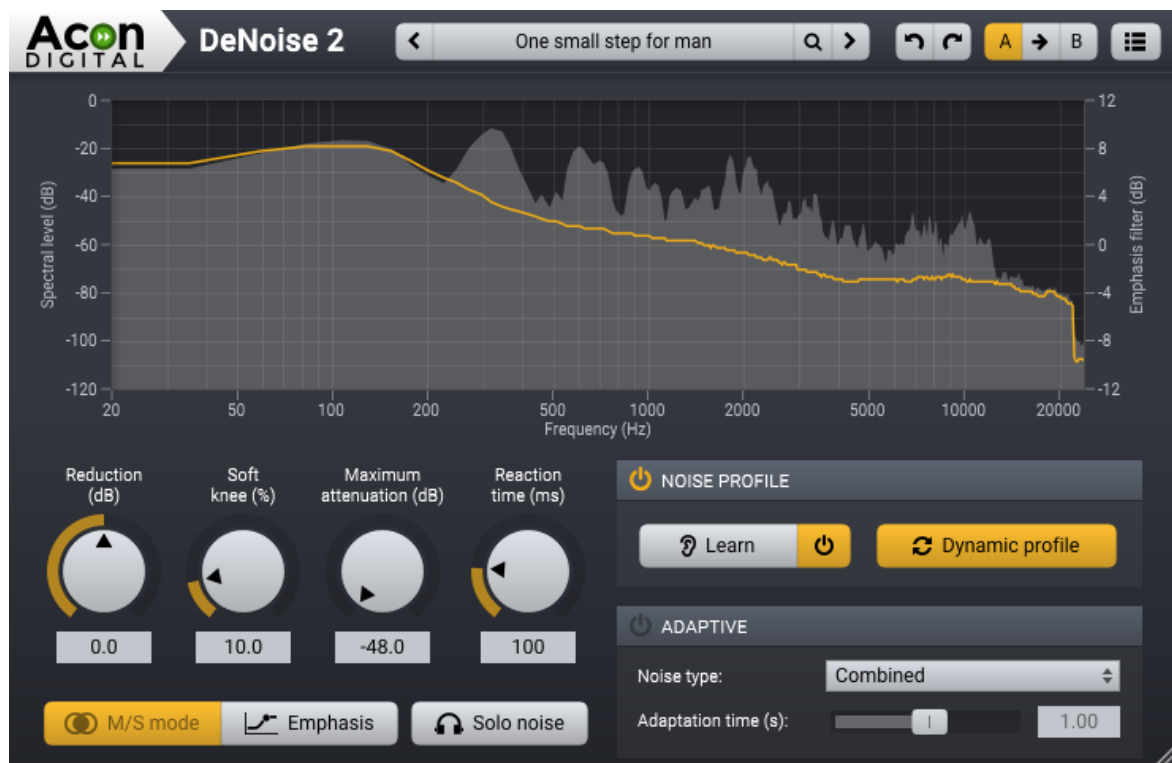 Acon
DIGITAL
DeNoise 2
One small step for man
A
B
0
-20
-40
-60
-80
-100
-120
Spectral level (dB)
12
8
4
0
-4
-8
-12
Emphasis filter (dB)
20 50 100 200 500 1000 2000 5000 10000 20000
Frequency (Hz)
Reduction
(dB)
Soft
knee (%)
Maximum
attenuation (dB)
Reaction
time (ms)
0.0
10.0
-48.0
100
M/S mode
Emphasis
Solo noise
NOISE PROFILE
Learn
Dynamic profile
ADAPTIVE
Noise type:
Combined
Adaptation time (s):
1.00